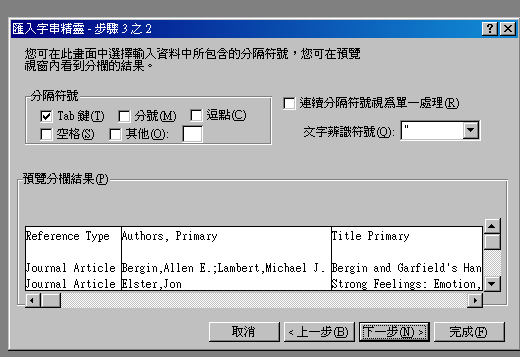 匯入字串精靈 - 步驟 3 之 2
您可在此畫面中選擇輸入資料中所包含的分隔符號，您可在預覽
視窗內看到分欄的結果。
分隔符號
Tab 鍵(T) 分號(M) 逗點(C)
空格(S) 其他(O):
連續分隔符號視為單一處理(R)
文字辨識符號(Q): "
預覽分欄結果(P)
Reference Type Authors, Primary Title Primary
Journal Article Bergin,Allen E.;Lambert,Michael J. Bergin and Garfield's Han
Journal Article Elster,Jon Strong Feelings: Emotion,
取消 < 上一步(B) 下一步(N) > 完成(F)